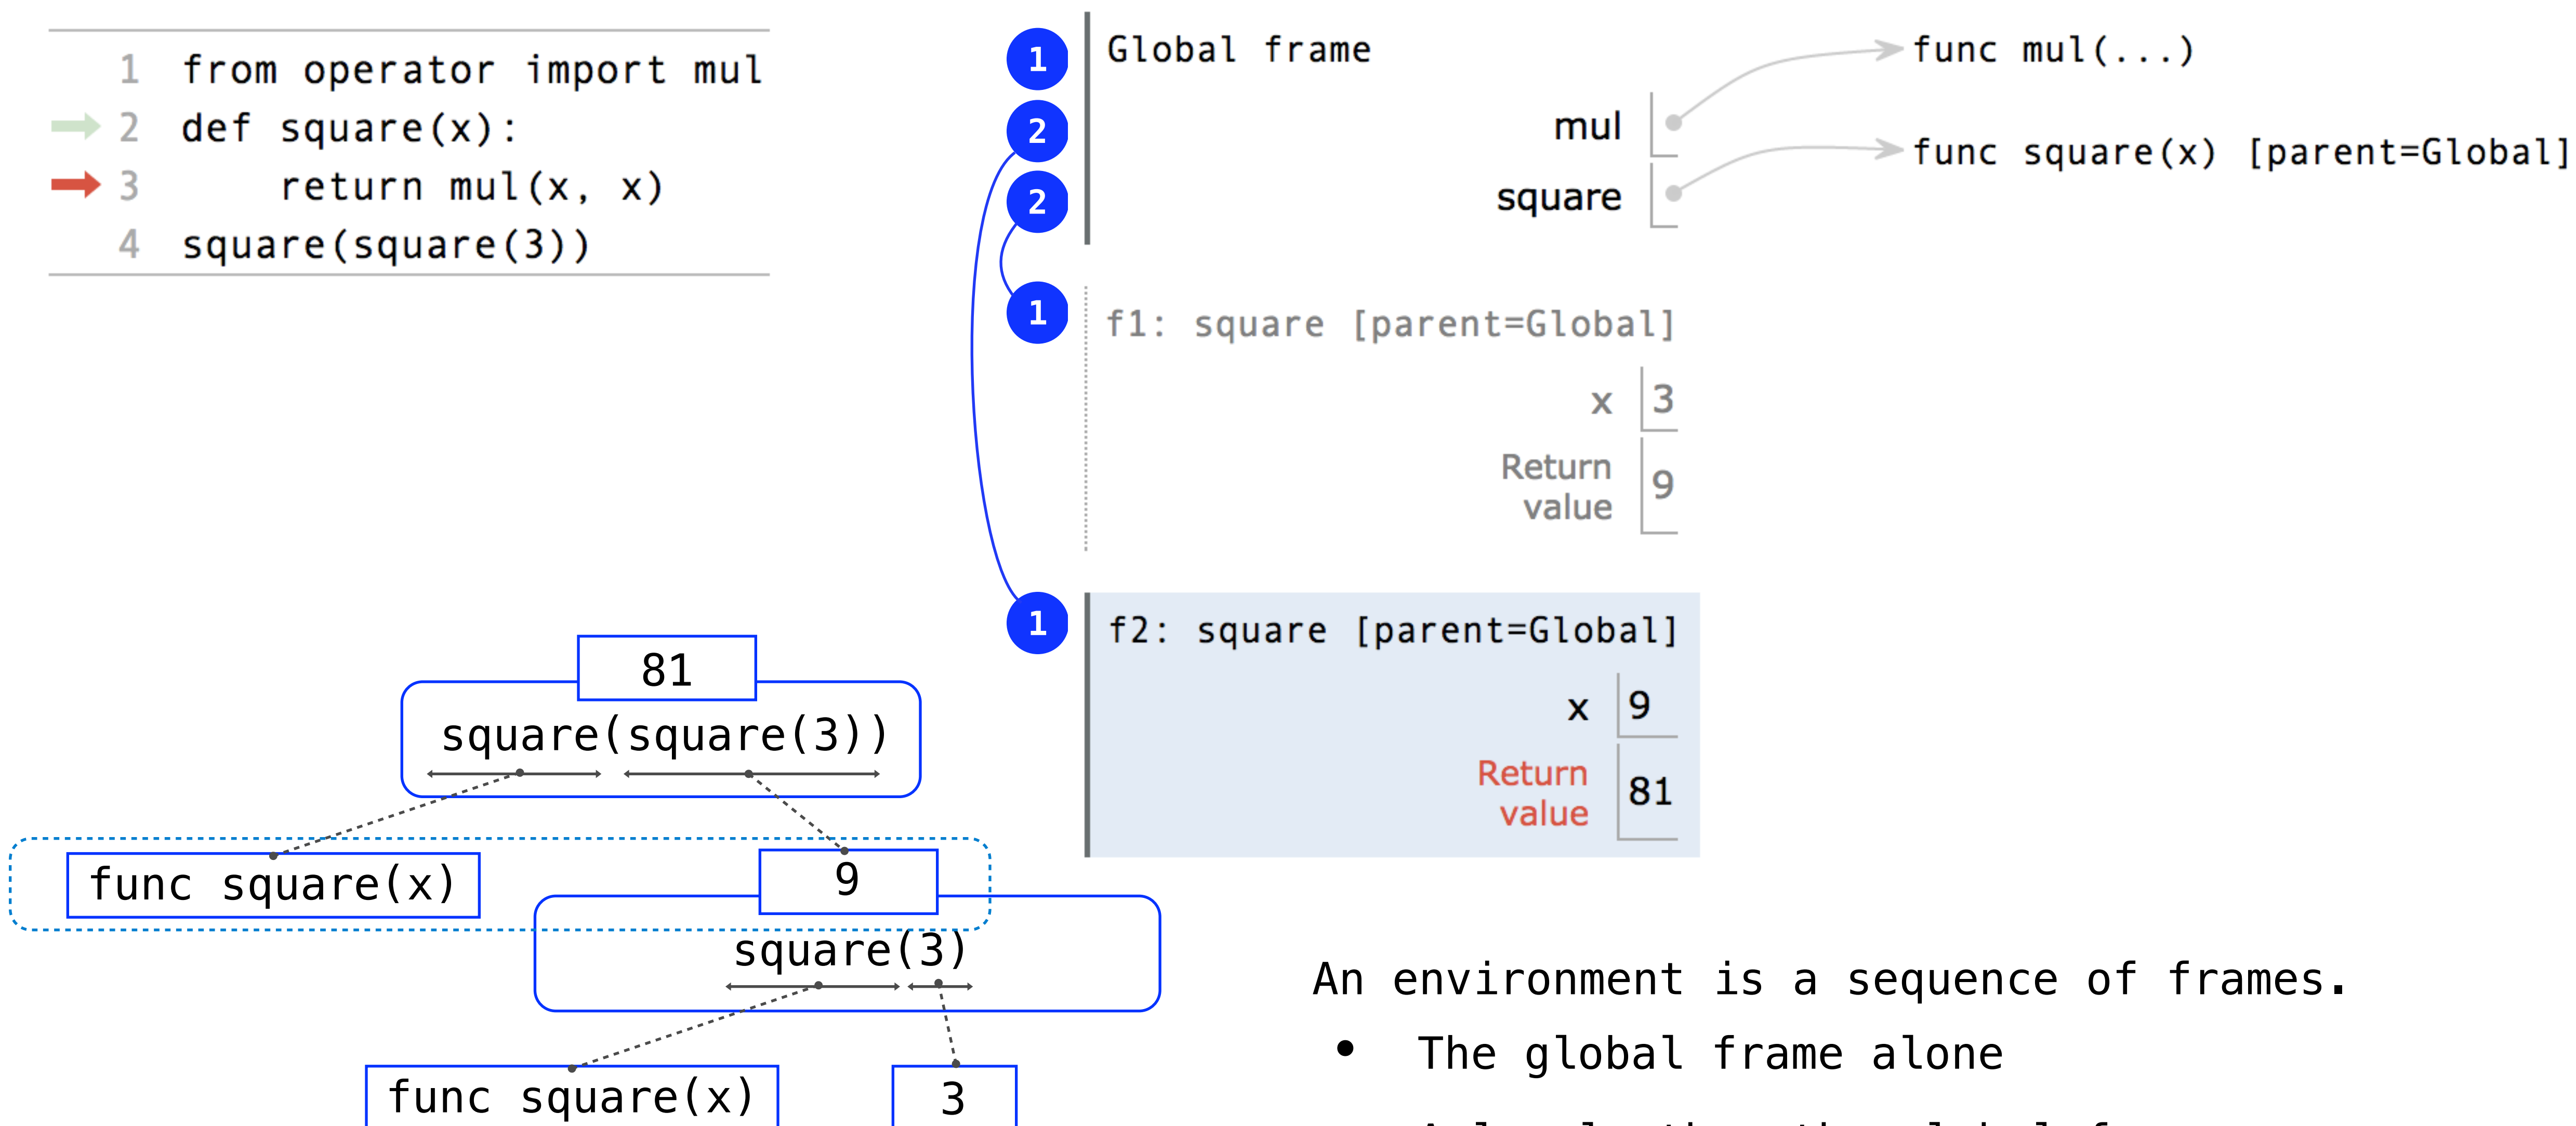 1 from operator import mul
2 def square(x):
3 return mul(x, x)
4 square(square(3))
1 Global frame
2 mul
2 square
func mul(...)
func square(x) [parent=Global]
1 f1: square [parent=Global]
x 3
Return
value 9
1 f2: square [parent=Global]
x 9
Return
value 81
81
square(square(3))
func square(x)
9
square(3)
func square(x)
3
An environment is a sequence of frames.
• The global frame alone